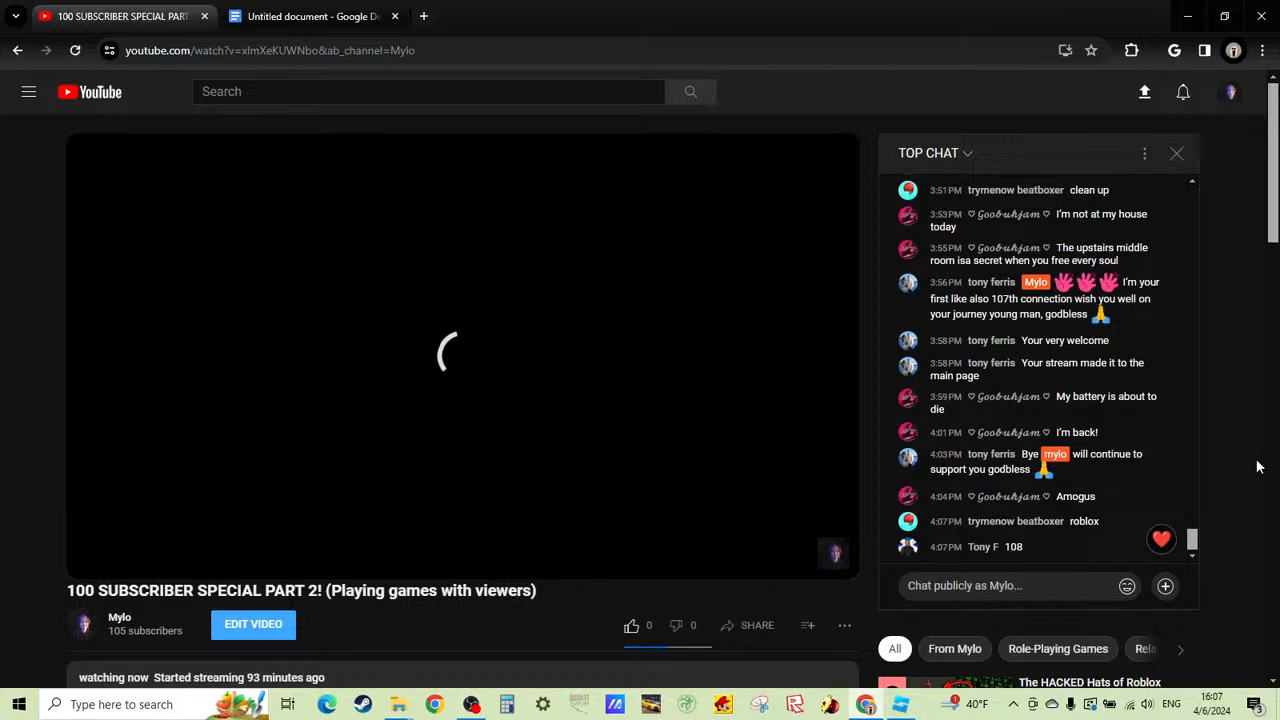 100 SUBSCRIBER SPECIAL PART
Untitled document - Google Do
youtube.com/watch?v=xlmXeKUWNbo&ab_channel=Mylo
YouTube
Search
TOP CHAT
3:51 PM trymenow beatboxer clean up
3:53 PM ♡ 𝓖𝓸𝓸𝓫𝓾𝓱𝓳𝓪𝓶 ♡ I'm not at my house
today
3:55 PM ♡ 𝓖𝓸𝓸𝓫𝓾𝓱𝓳𝓪𝓶 ♡ The upstairs middle
room isa secret when you free every soul
3:56 PM tony ferris Mylo I'm your
first like also 107th connection wish you well on
your journey young man, godbless 🙏
3:58 PM tony ferris Your very welcome
3:58 PM tony ferris Your stream made it to the
main page
3:59 PM ♡ 𝓖𝓸𝓸𝓫𝓾𝓱𝓳𝓪𝓶 ♡ My battery is about to
die
4:01 PM ♡ 𝓖𝓸𝓸𝓫𝓾𝓱𝓳𝓪𝓶 ♡ I'm back!
4:03 PM tony ferris Bye mylo will continue to
support you godbless 🙏
4:04 PM ♡ 𝓖𝓸𝓸𝓫𝓾𝓱𝓳𝓪𝓶 ♡ Amogus
4:07 PM trymenow beatboxer roblox
4:07 PM Tony F 108
Chat publicly as Mylo...
100 SUBSCRIBER SPECIAL PART 2! (Playing games with viewers)
Mylo
105 subscribers
EDIT VIDEO
0
0
SHARE
All
From Mylo
Role-Playing Games
Rela
watching now Started streaming 93 minutes ago
The HACKED Hats of Roblox
Type here to search
40°F
ENG
16:07
4/6/2024
3